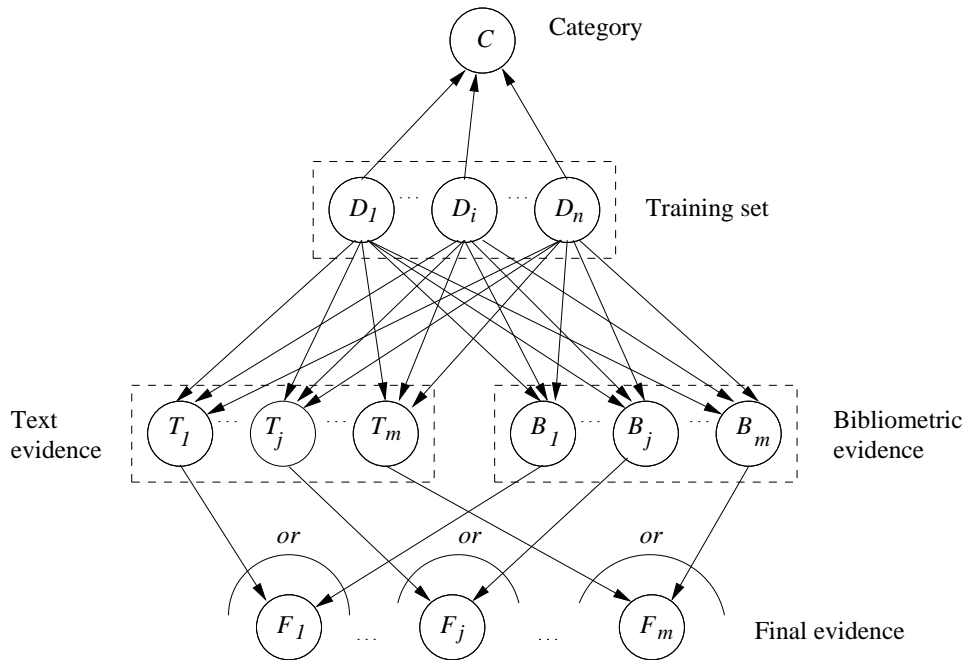 C Category
D1 ... Di ... Dn Training set
Text evidence
T1 ... Tj ... Tm
B1 ... Bj ... Bm
Bibliometric evidence
or or or
F1 ... Fj ... Fm Final evidence